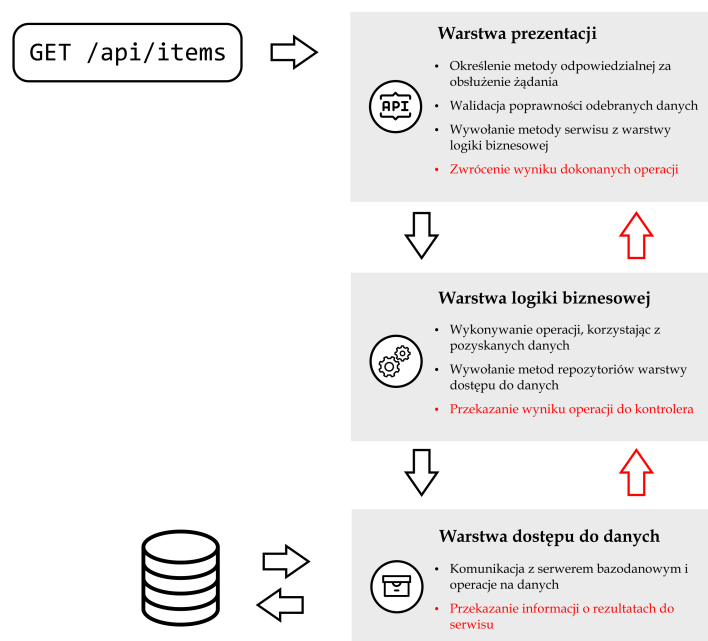 GET /api/items
Warstwa prezentacji
• Określenie metody odpowiedzialnej za
obsłużenie żądania
• Walidacja poprawności odebranych danych
• Wywołanie metody serwisu z warstwy
logiki biznesowej
• Zwrócenie wyniku dokonanych operacji
API
Warstwa logiki biznesowej
• Wykonywanie operacji, korzystając z
pozyskanych danych
• Wywołanie metod repozytoriów warstwy
dostępu do danych
• Przekazanie wyniku operacji do kontrolera
Warstwa dostępu do danych
• Komunikacja z serwerem bazodanowym i
operacje na danych
• Przekazanie informacji o rezultatach do
serwisu